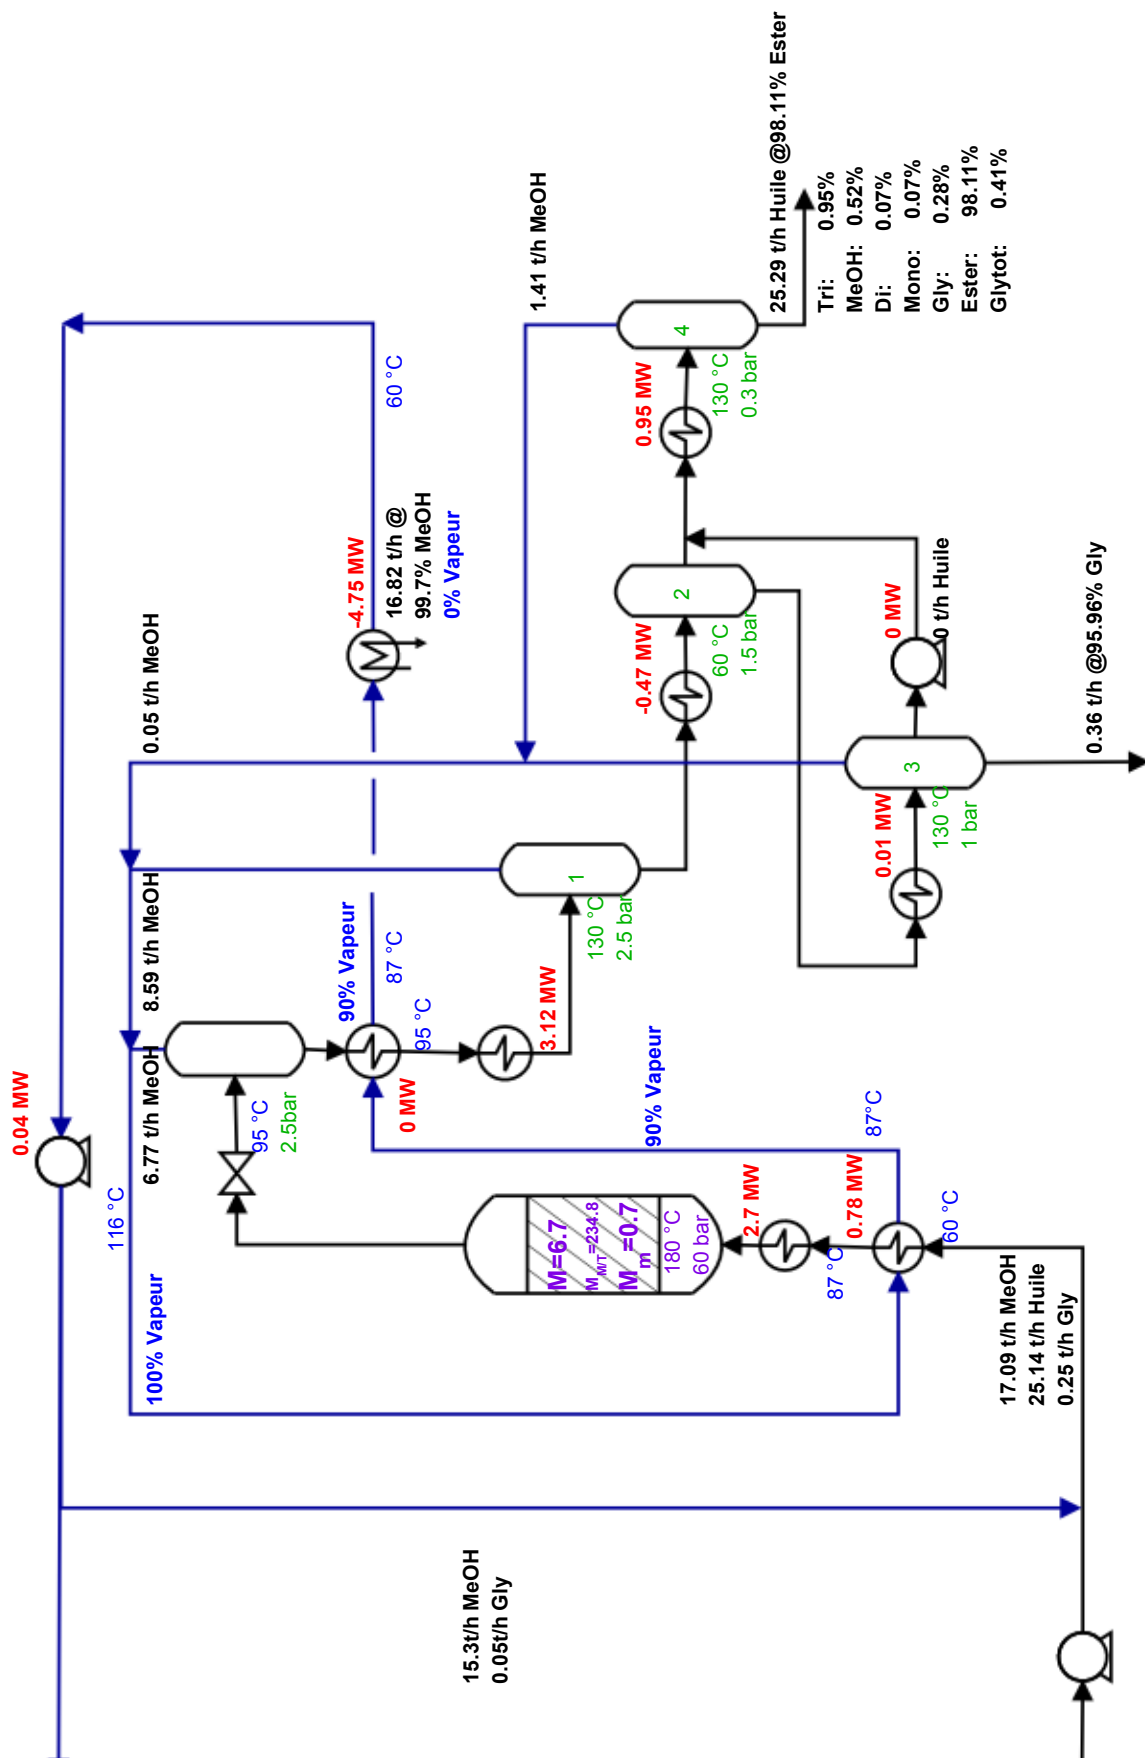 0.04 MW
116 °C
100% Vapeur
15.3t/h MeOH
0.05t/h Gly
6.77 t/h MeOH
8.59 t/h MeOH
0.05 t/h MeOH
95 °C
2.5bar
M=6.7
M M/T =234.8
M m =0.7
180 °C
60 bar
2.7 MW
87 °C
0.78 MW
60 °C
87°C
90% Vapeur
17.09 t/h MeOH
25.14 t/h Huile
0.25 t/h Gly
0 MW
95 °C
90% Vapeur
87 °C
3.12 MW
1
130 °C
2.5 bar
-4.75 MW
16.82 t/h @
99.7% MeOH
0% Vapeur
60 °C
-0.47 MW
2
60 °C
1.5 bar
0.01 MW
3
130 °C
1 bar
0 MW
0 t/h Huile
0.36 t/h @95.96% Gly
0.95 MW
4
130 °C
0.3 bar
1.41 t/h MeOH
25.29 t/h Huile @98.11% Ester
Tri: 0.95%
MeOH: 0.52%
Di: 0.07%
Mono: 0.07%
Gly: 0.28%
Ester: 98.11%
Glytot: 0.41%